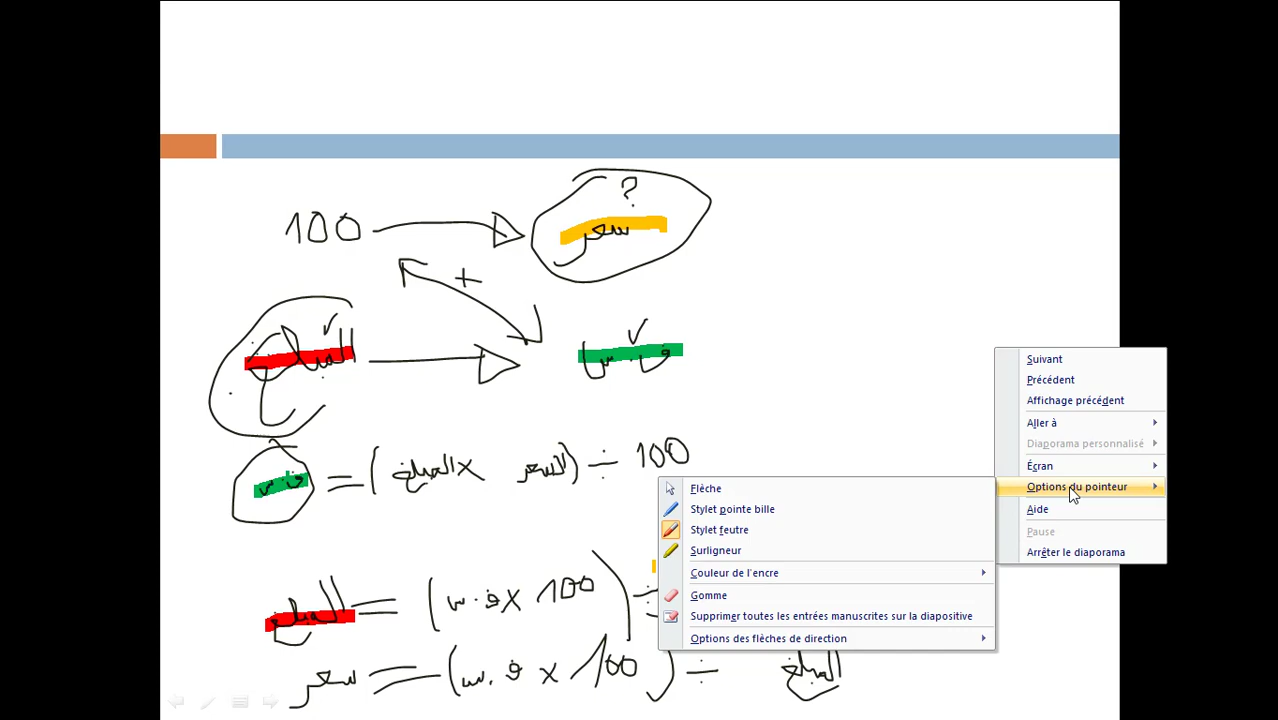 ?
100 سعر
المبلغ ف.س
ف.س = (المبلغ X السعر) ÷ 100
المبلغ = (ف.س X 100) ÷
سعر = (ف.س X 100) ÷ المبلغ
Suivant
Précédent
Affichage précédent
Aller à
Diaporama personnalisé
Écran
Options du pointeur
Aide
Pause
Arrêter le diaporama
Flèche
Stylet pointe bille
Stylet feutre
Surligneur
Couleur de l'encre
Gomme
Supprimer toutes les entrées manuscrites sur la diapositive
Options des flèches de direction